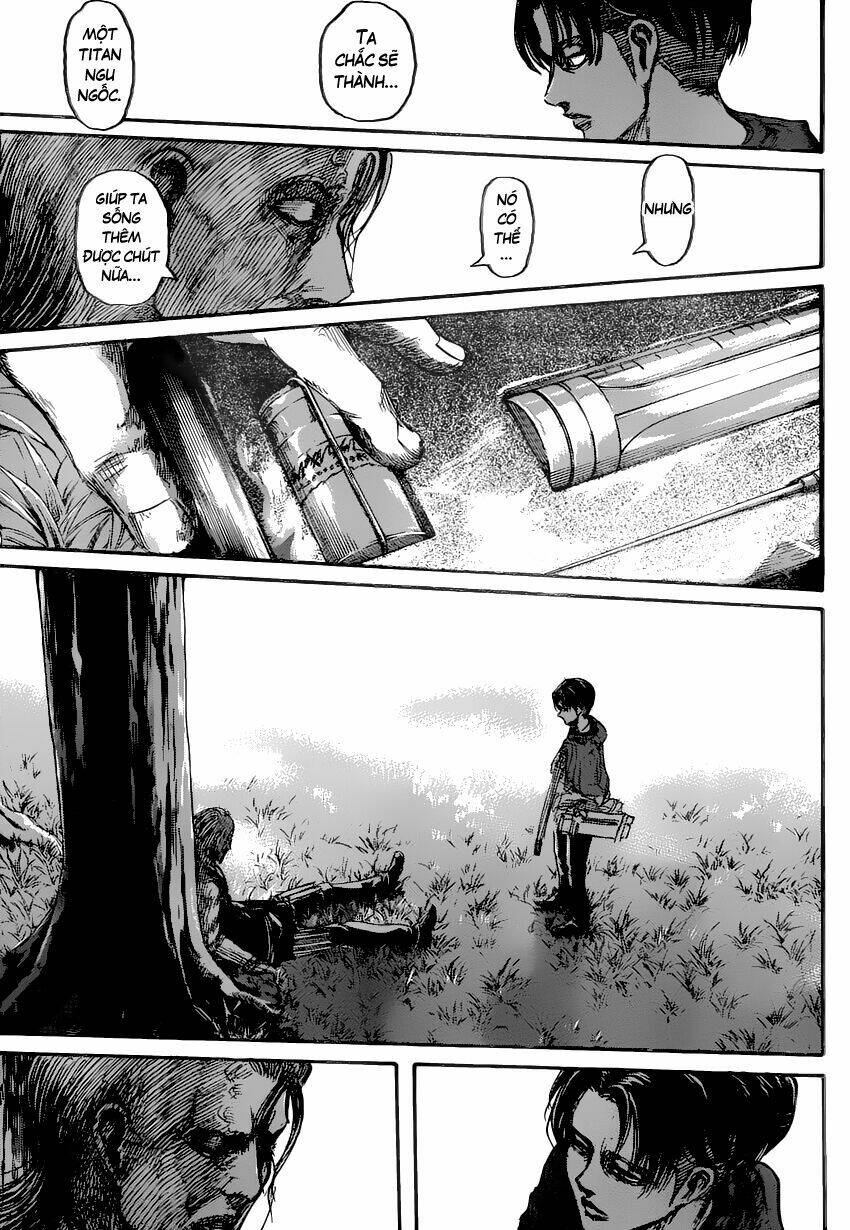 TA
CHẮC SẼ
THÀNH...
MỘT
TITAN
NGU
NGỐC.
NHƯNG
NÓ
CÓ
THỂ
...
GIÚP TA
SỐNG
THÊM
ĐƯỢC CHÚT
NỮA...